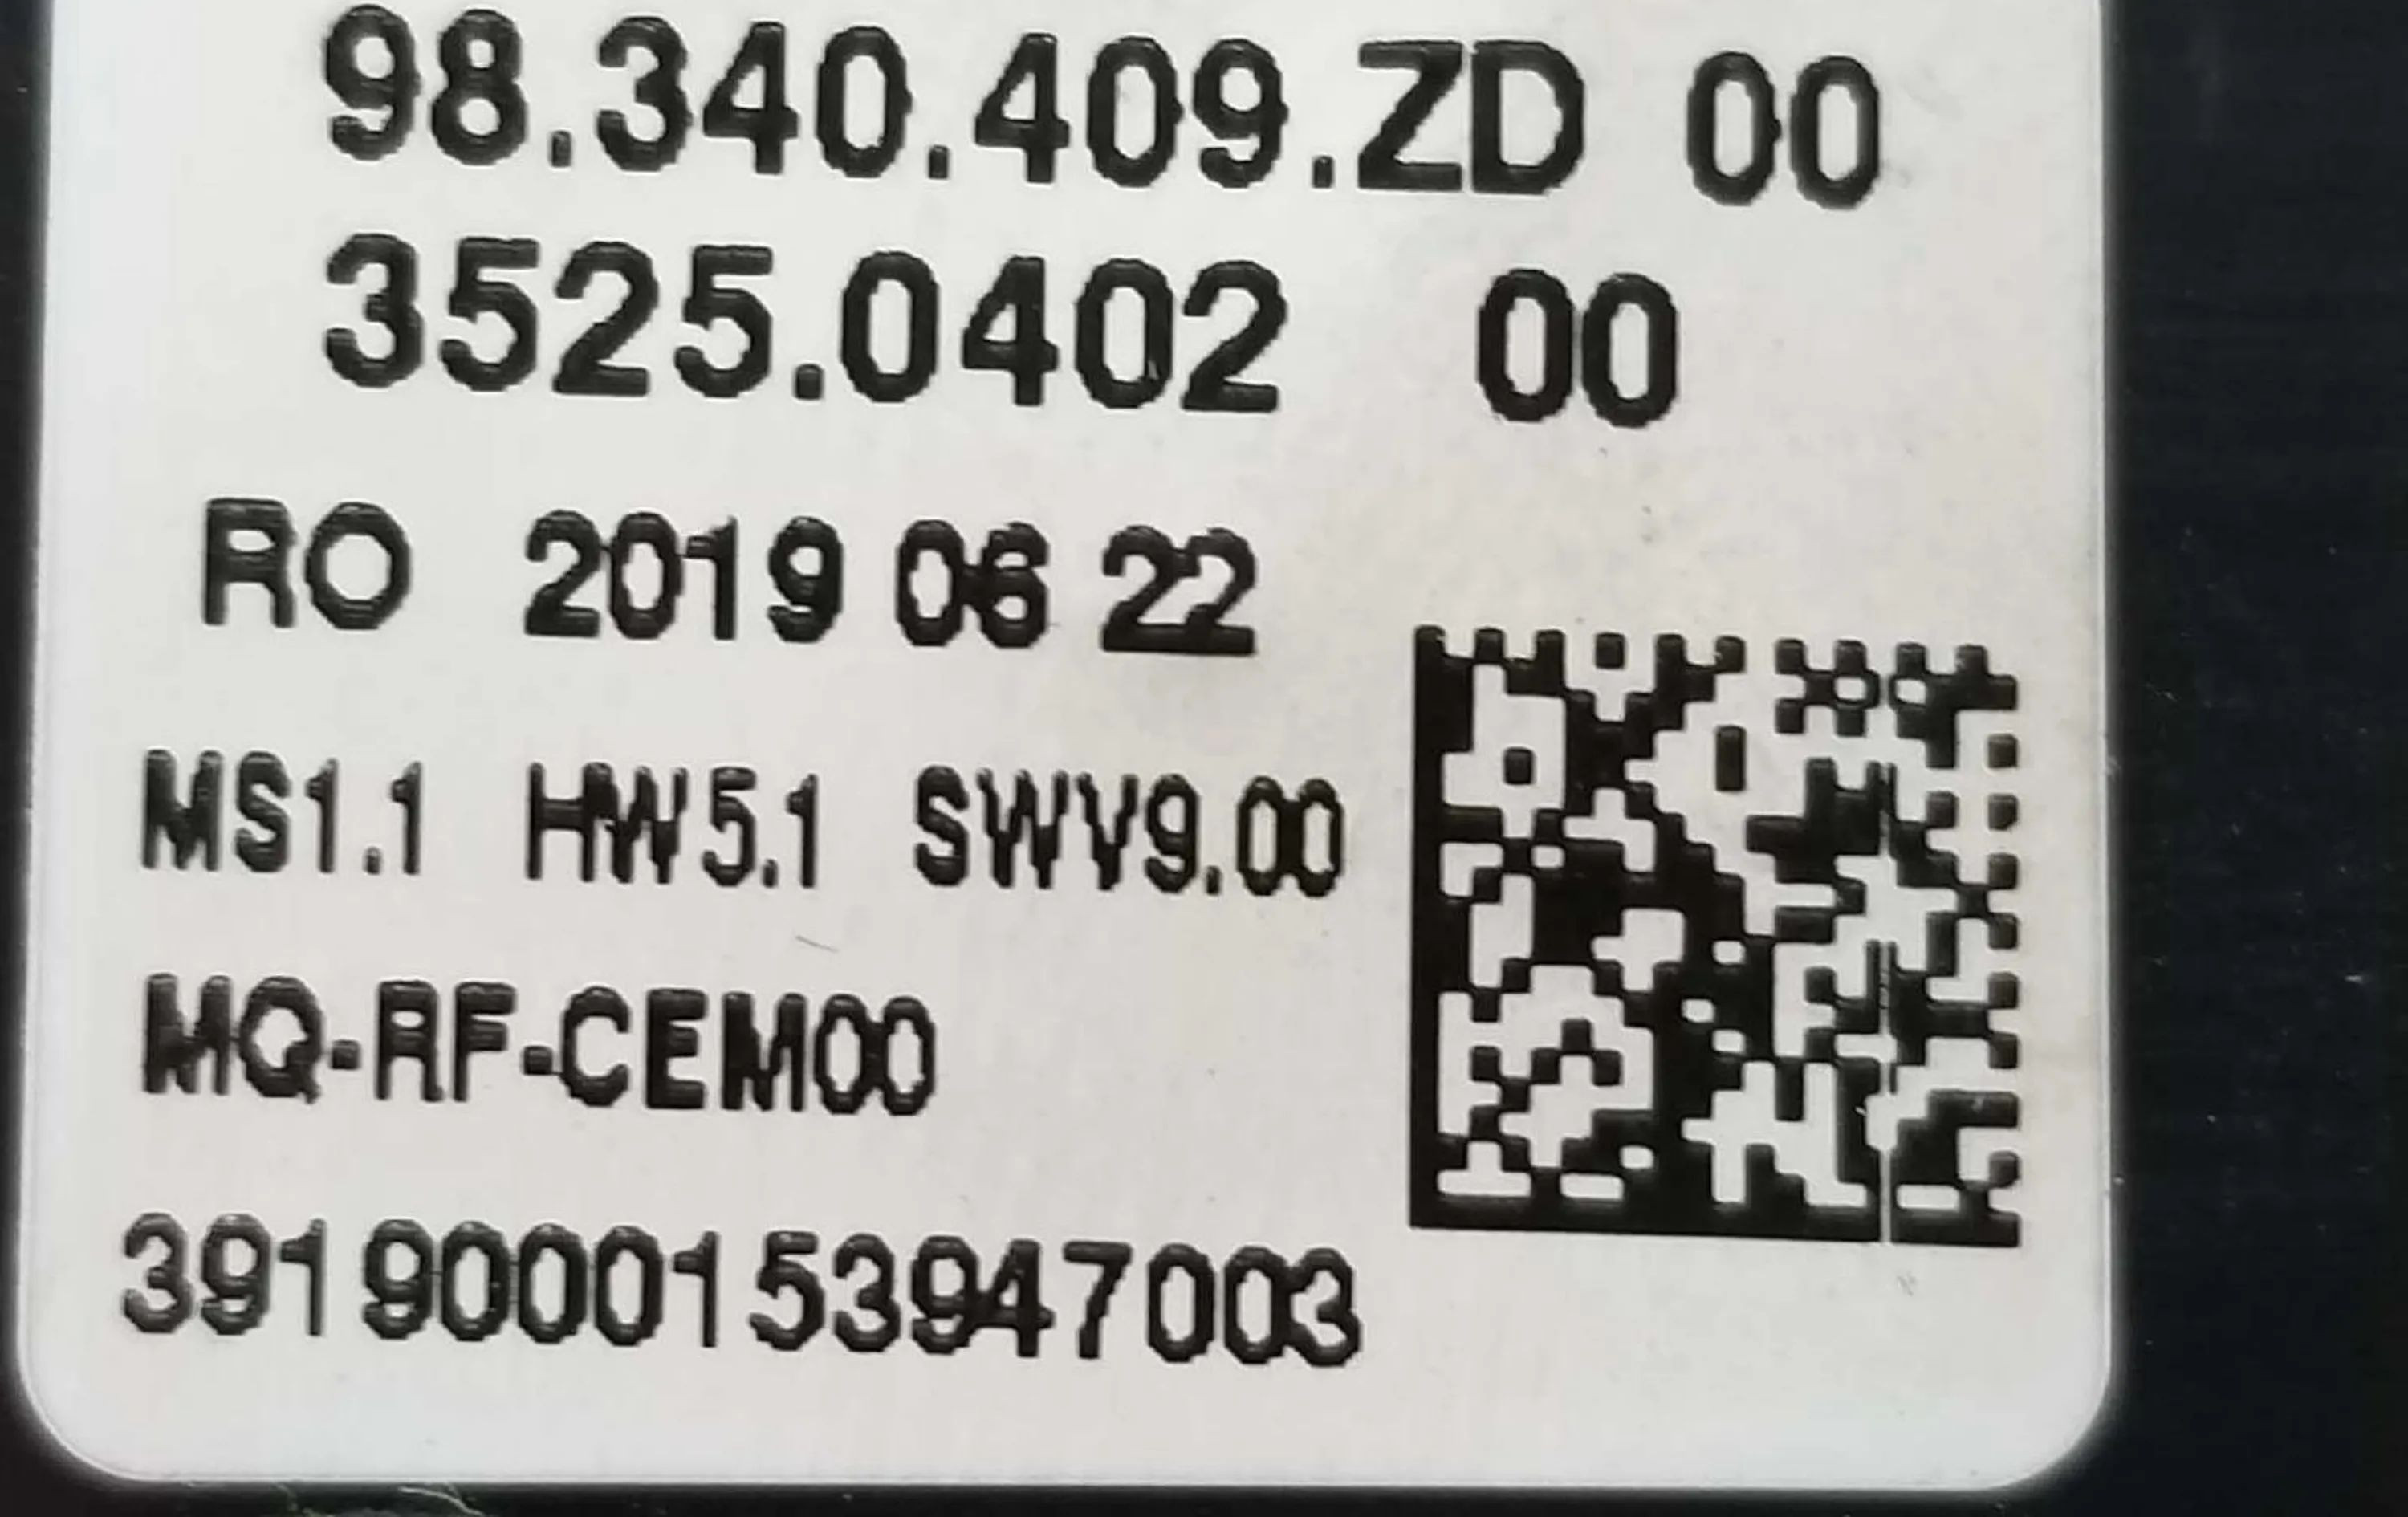 98.340.409.ZD 00
3525.0402 00
RO 2019 06 22
MS1.1 HW5.1 SWV9.00
MQ-RF-CEM00
3919000153947003